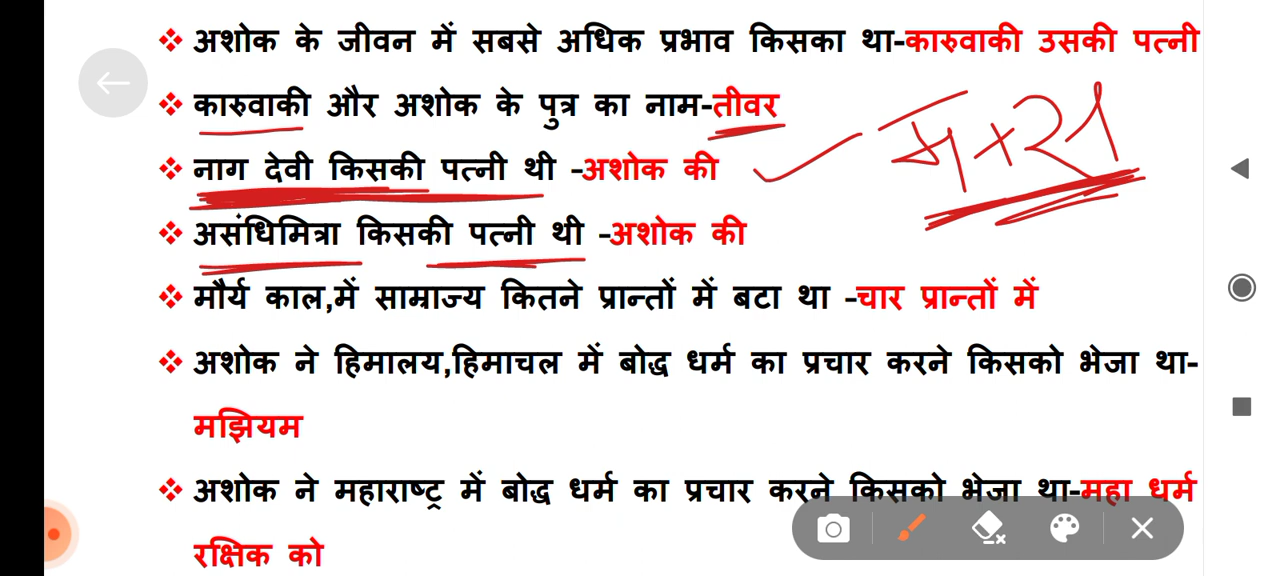 ❖ अशोक के जीवन में सबसे अधिक प्रभाव किसका था-कारुवाकी उसकी पत्नी
❖ कारुवाकी और अशोक के पुत्र का नाम-तीवर
❖ नाग देवी किसकी पत्नी थी -अशोक की
❖ असंधिमित्रा किसकी पत्नी थी -अशोक की
❖ मौर्य काल,में साम्राज्य कितने प्रान्तों में बटा था -चार प्रान्तों में
❖ अशोक ने हिमालय,हिमाचल में बोद्ध धर्म का प्रचार करने किसको भेजा था-
मझियम
❖ अशोक ने महाराष्ट्र में बोद्ध धर्म का प्रचार करने किसको भेजा था-महा धर्म
रक्षिक को